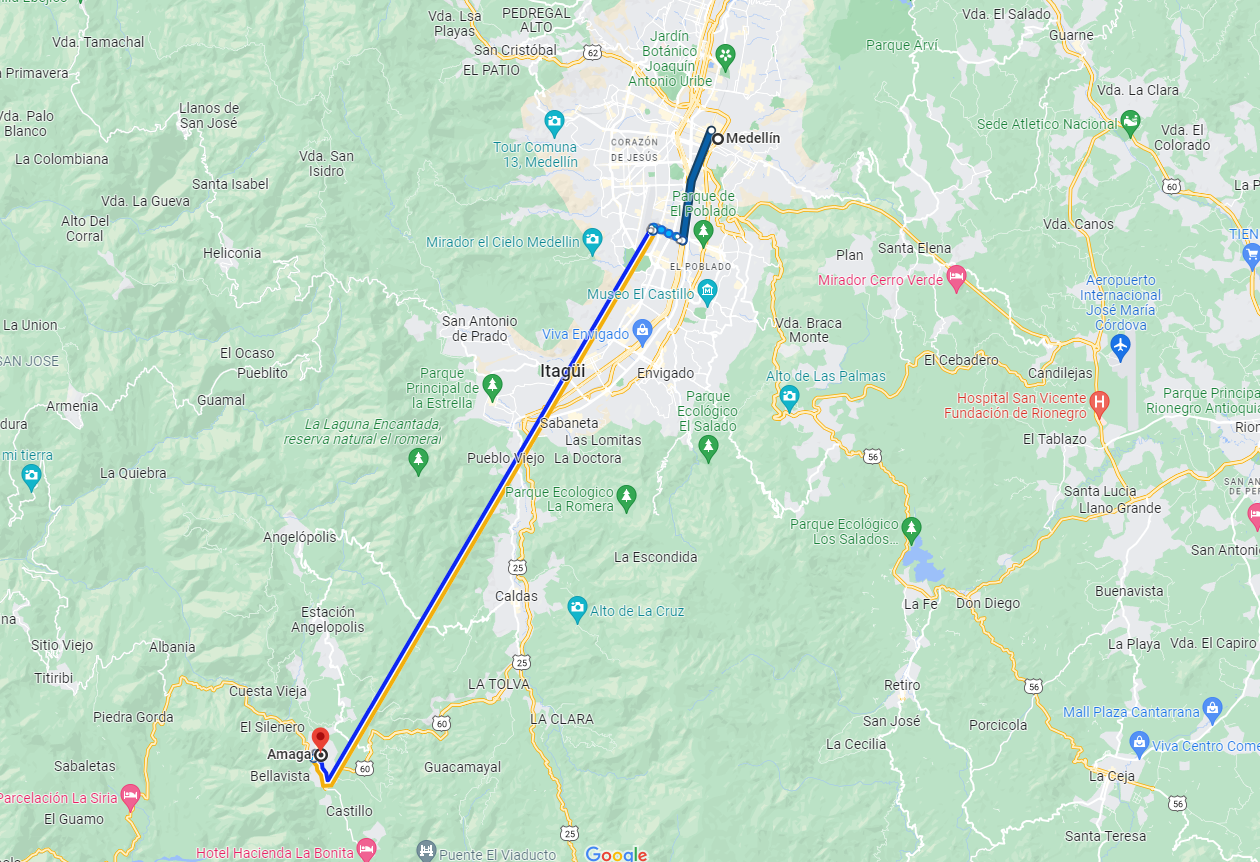 Vda. Lsa
Playas
PEDREGAL
ALTO
Vda. El Salado
Guarne
Vda. Tamachal
San Cristóbal
62
EL PATIO
Jardín
Botánico
Joaquín
Antonio Uribe
Parque Arví
Primavera
Vda. La Clara
Llanos de
San José
Vda. Palo
Blanco
Sede Atletico Nacional
Vda. El
Colorado
Tour Comuna
13, Medellín
CORAZÓN
DE JESÚS
Medellín
La Colombiana
Vda. San
Isidro
Santa Isabel
60
La P
Vda. La Gueva
Parque de
El Poblado
Alto Del
Corral
Vda. Canos
TIEN
Mirador el Cielo Medellin
Heliconia
Plan
Santa Elena
EL POBLADO
Mirador Cerro Verde
Aeropuerto
Internacional
José María
Córdova
Museo El Castillo
La Union
San Antonio
de Prado
Viva Envigado
Vda. Braca
Monte
SAN JOSE
El Ocaso
Pueblito
El Cebadero
Candilejas
Itagüi
Envigado
Alto de Las Palmas
Parque
Principal de
la Estrella
Guamal
Armenia
Parque
Ecológico
El Salado
Hospital San Vicente
Fundación de Rionegro
Parque Principa
Rionegro Antioquia
dura
La Laguna Encantada,
reserva natural el romeral
Sabaneta
Las Lomitas
Rion
El Tablazo
mi tierra
Pueblo Viejo
La Doctora
56
La Quiebra
Parque Ecologico
La Romera
Santa Lucia
Llano Grande
SAN AN
DE PE
Angelópolis
Parque Ecológico
Los Salados...
La Escondida
San Antoni
25
Caldas
Alto de La Cruz
Buenavista
La Fe
Don Diego
Estación
Angelopolis
na
Sitio Viejo
Albania
La Playa
Vda. El Capiro
25
Titiribi
LA TOLVA
Retiro
56
Cuesta Vieja
Piedra Gorda
LA CLARA
San José
Porcicola
Mall Plaza Cantarrana
El Silenero
60
La Cecilia
Viva Centro Come
Amaga
Sabaletas
Bellavista
60
Guacamayal
La Ceja
Parcelación La Siria
El Guamo
Castillo
56
25
Santa Teresa
Hotel Hacienda La Bonita
Puente El Viaducto
Google